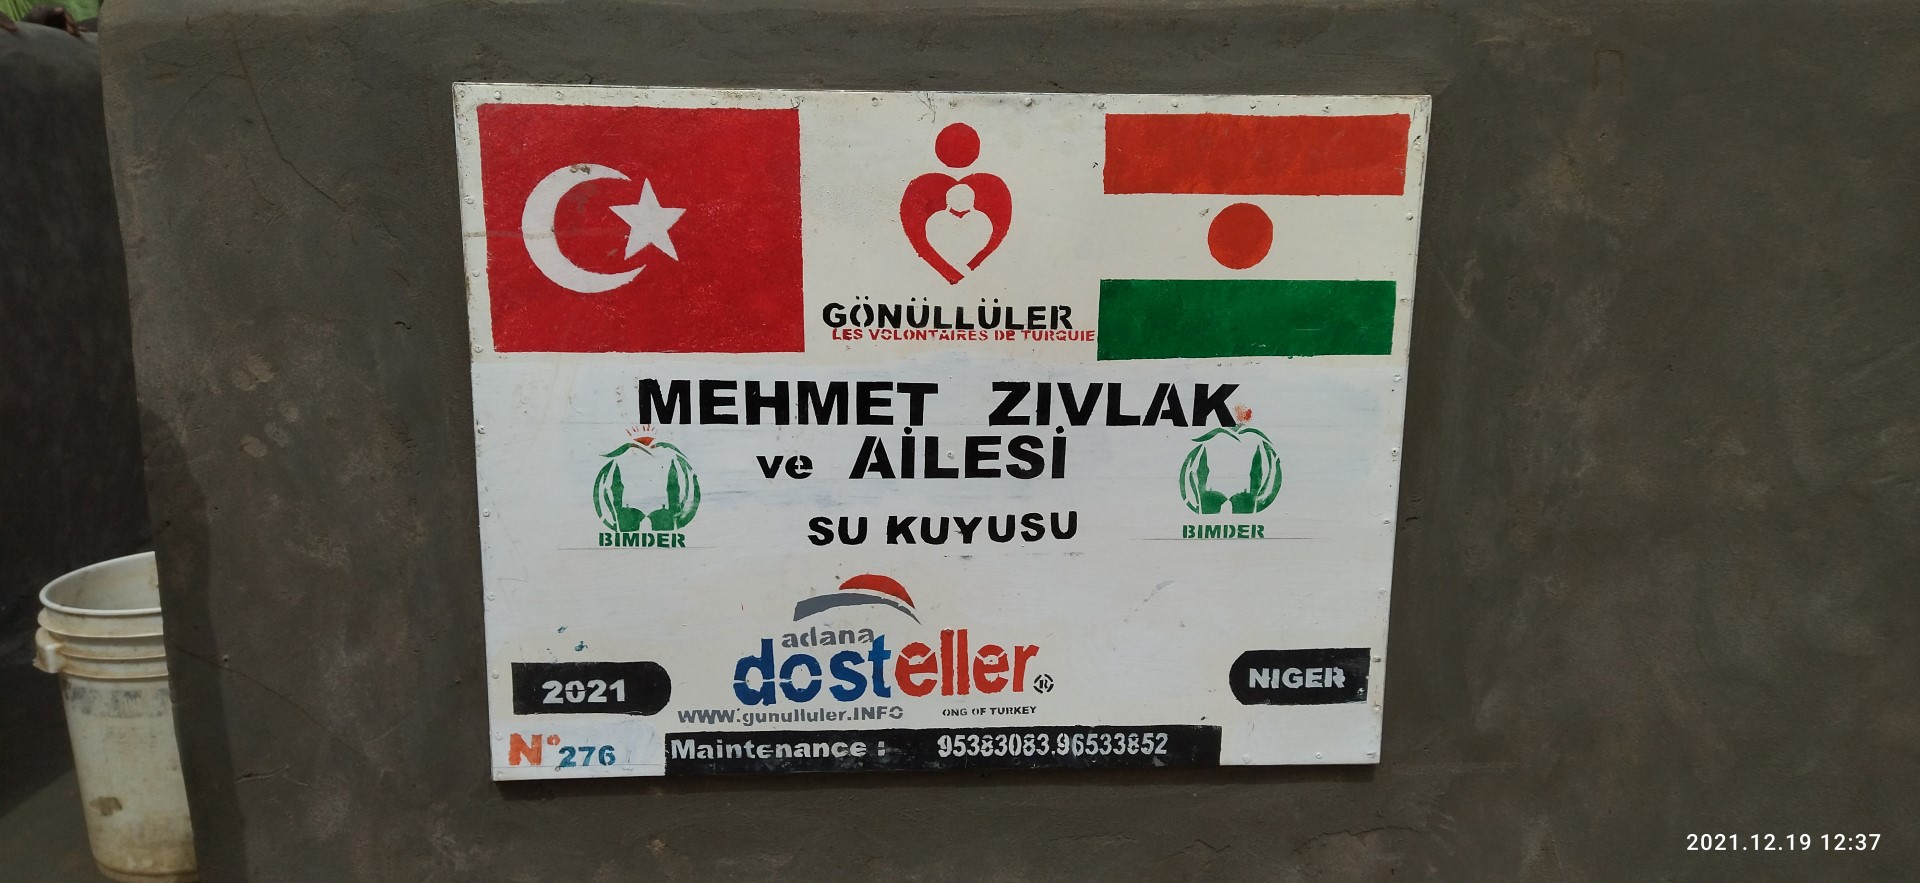 GÖNÜLLÜLER
LES VOLONTAIRES DE TURQUIE
MEHMET ZIVLAK
ve AİLESİ
SU KUYUSU
BIMDER
BIMDER
adana
dosteller ®
www.gunulluler.INFO ONG OF TURKEY
2021
NIGER
N° 276
Maintenance : 95383083.96533852
2021.12.19 12:37